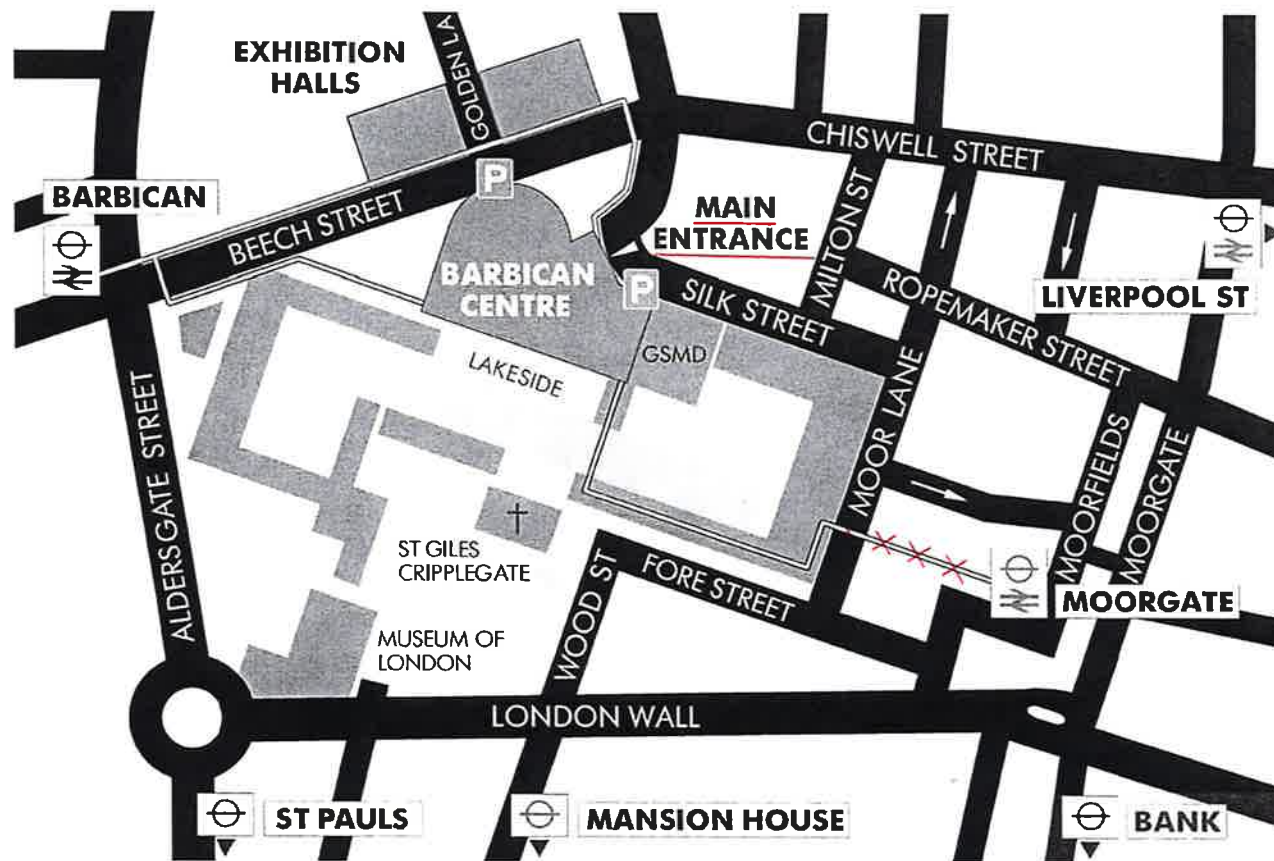 EXHIBITION
HALLS
GOLDEN LA
CHISWELL STREET
BARBICAN
P
BEECH STREET
MAIN
ENTRANCE
MILTON ST
BARBICAN
CENTRE
P
SILK STREET
ROPEMAKER STREET
LIVERPOOL ST
GSMD
LAKESIDE
MOOR LANE
MOORFIELDS
MOORGATE
ALDERSGATE STREET
ST GILES
CRIPPLEGATE
WOOD ST
FORE STREET
MOORGATE
MUSEUM OF
LONDON
LONDON WALL
ST PAULS
MANSION HOUSE
BANK